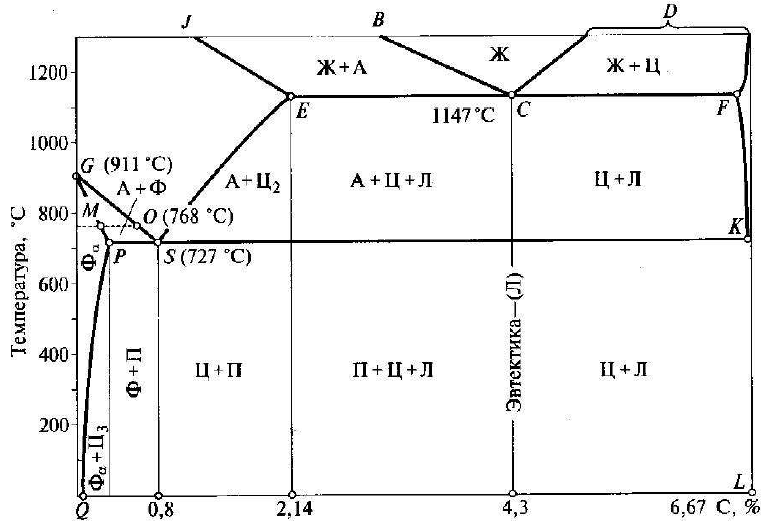 J
B
D
1200
Ж + А
Ж
Ж + Ц
E
1147 °С
C
F
1000
G (911 °С)
А + Ф
А + Ц₂
А + Ц + Л
Ц + Л
800
M
O (768 °С)
K
Фα
P
S (727 °С)
600
Температура, °С
400
Ф + П
Ц + П
П + Ц + Л
Эвтектика—(Л)
Ц + Л
200
Фα + Ц₃
L
Q
0,8
2,14
4,3
6,67 С, %